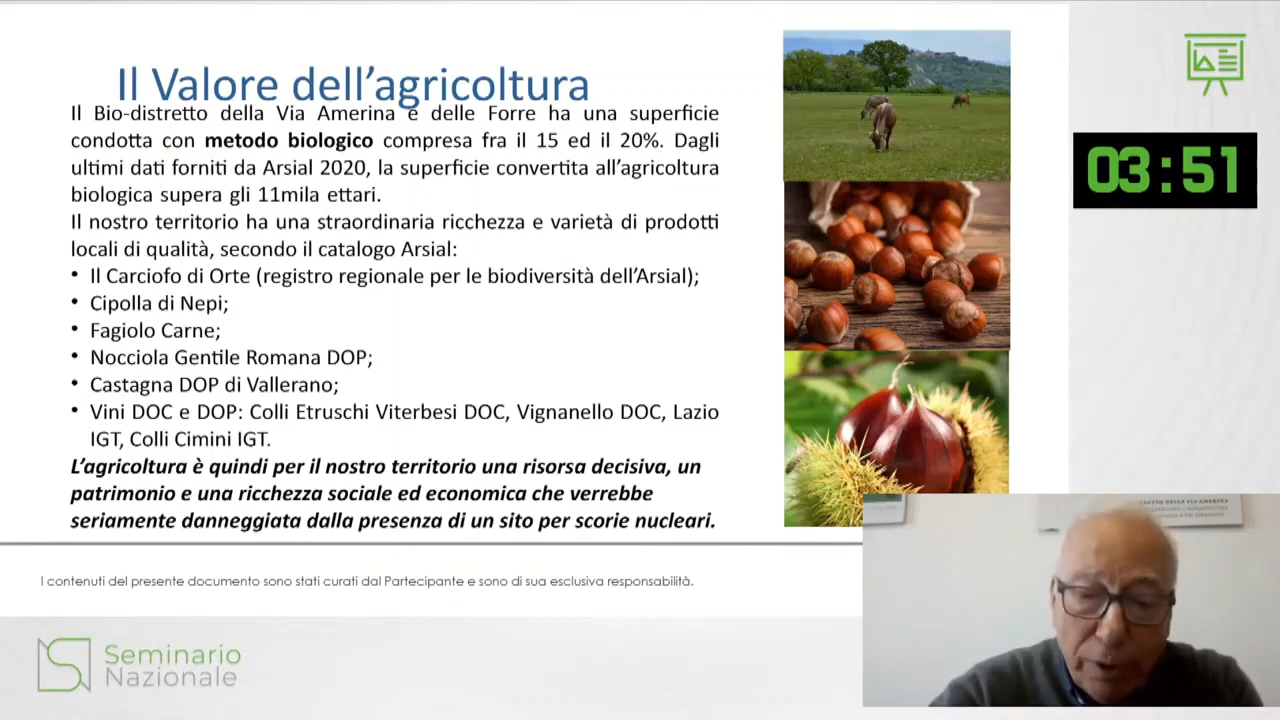 Il Valore dell’agricoltura
Il Bio-distretto della Via Amerina e delle Forre ha una superficie
condotta con metodo biologico compresa fra il 15 ed il 20%. Dagli
ultimi dati forniti da Arsial 2020, la superficie convertita all’agricoltura
biologica supera gli 11mila ettari.
Il nostro territorio ha una straordinaria ricchezza e varietà di prodotti
locali di qualità, secondo il catalogo Arsial:
• Il Carciofo di Orte (registro regionale per le biodiversità dell’Arsial);
• Cipolla di Nepi;
• Fagiolo Carne;
• Nocciola Gentile Romana DOP;
• Castagna DOP di Vallerano;
• Vini DOC e DOP: Colli Etruschi Viterbesi DOC, Vignanello DOC, Lazio
IGT, Colli Cimini IGT.
L’agricoltura è quindi per il nostro territorio una risorsa decisiva, un
patrimonio e una ricchezza sociale ed economica che verrebbe
seriamente danneggiata dalla presenza di un sito per scorie nucleari.
I contenuti del presente documento sono stati curati dal Partecipante e sono di sua esclusiva responsabilità.
Seminario
Nazionale
03:51
DELLA VIA AMERINA